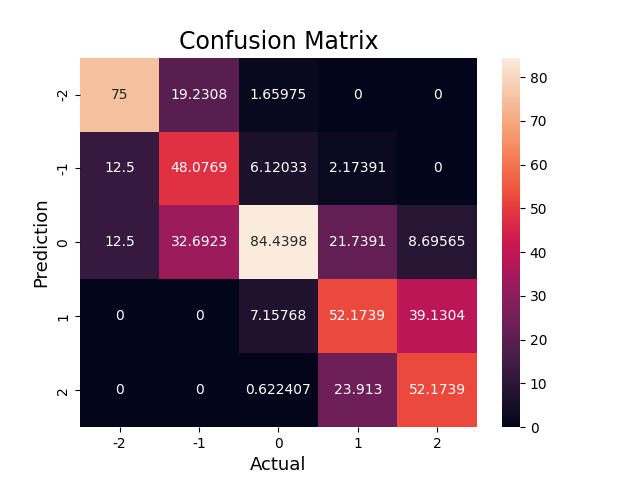 Confusion Matrix
-2 75 19.2308 1.65975 0 0
-1 12.5 48.0769 6.12033 2.17391 0
0 12.5 32.6923 84.4398 21.7391 8.69565
1 0 0 7.15768 52.1739 39.1304
2 0 0 0.622407 23.913 52.1739
-2 -1 0 1 2
Prediction
Actual
80
70
60
50
40
30
20
10
0